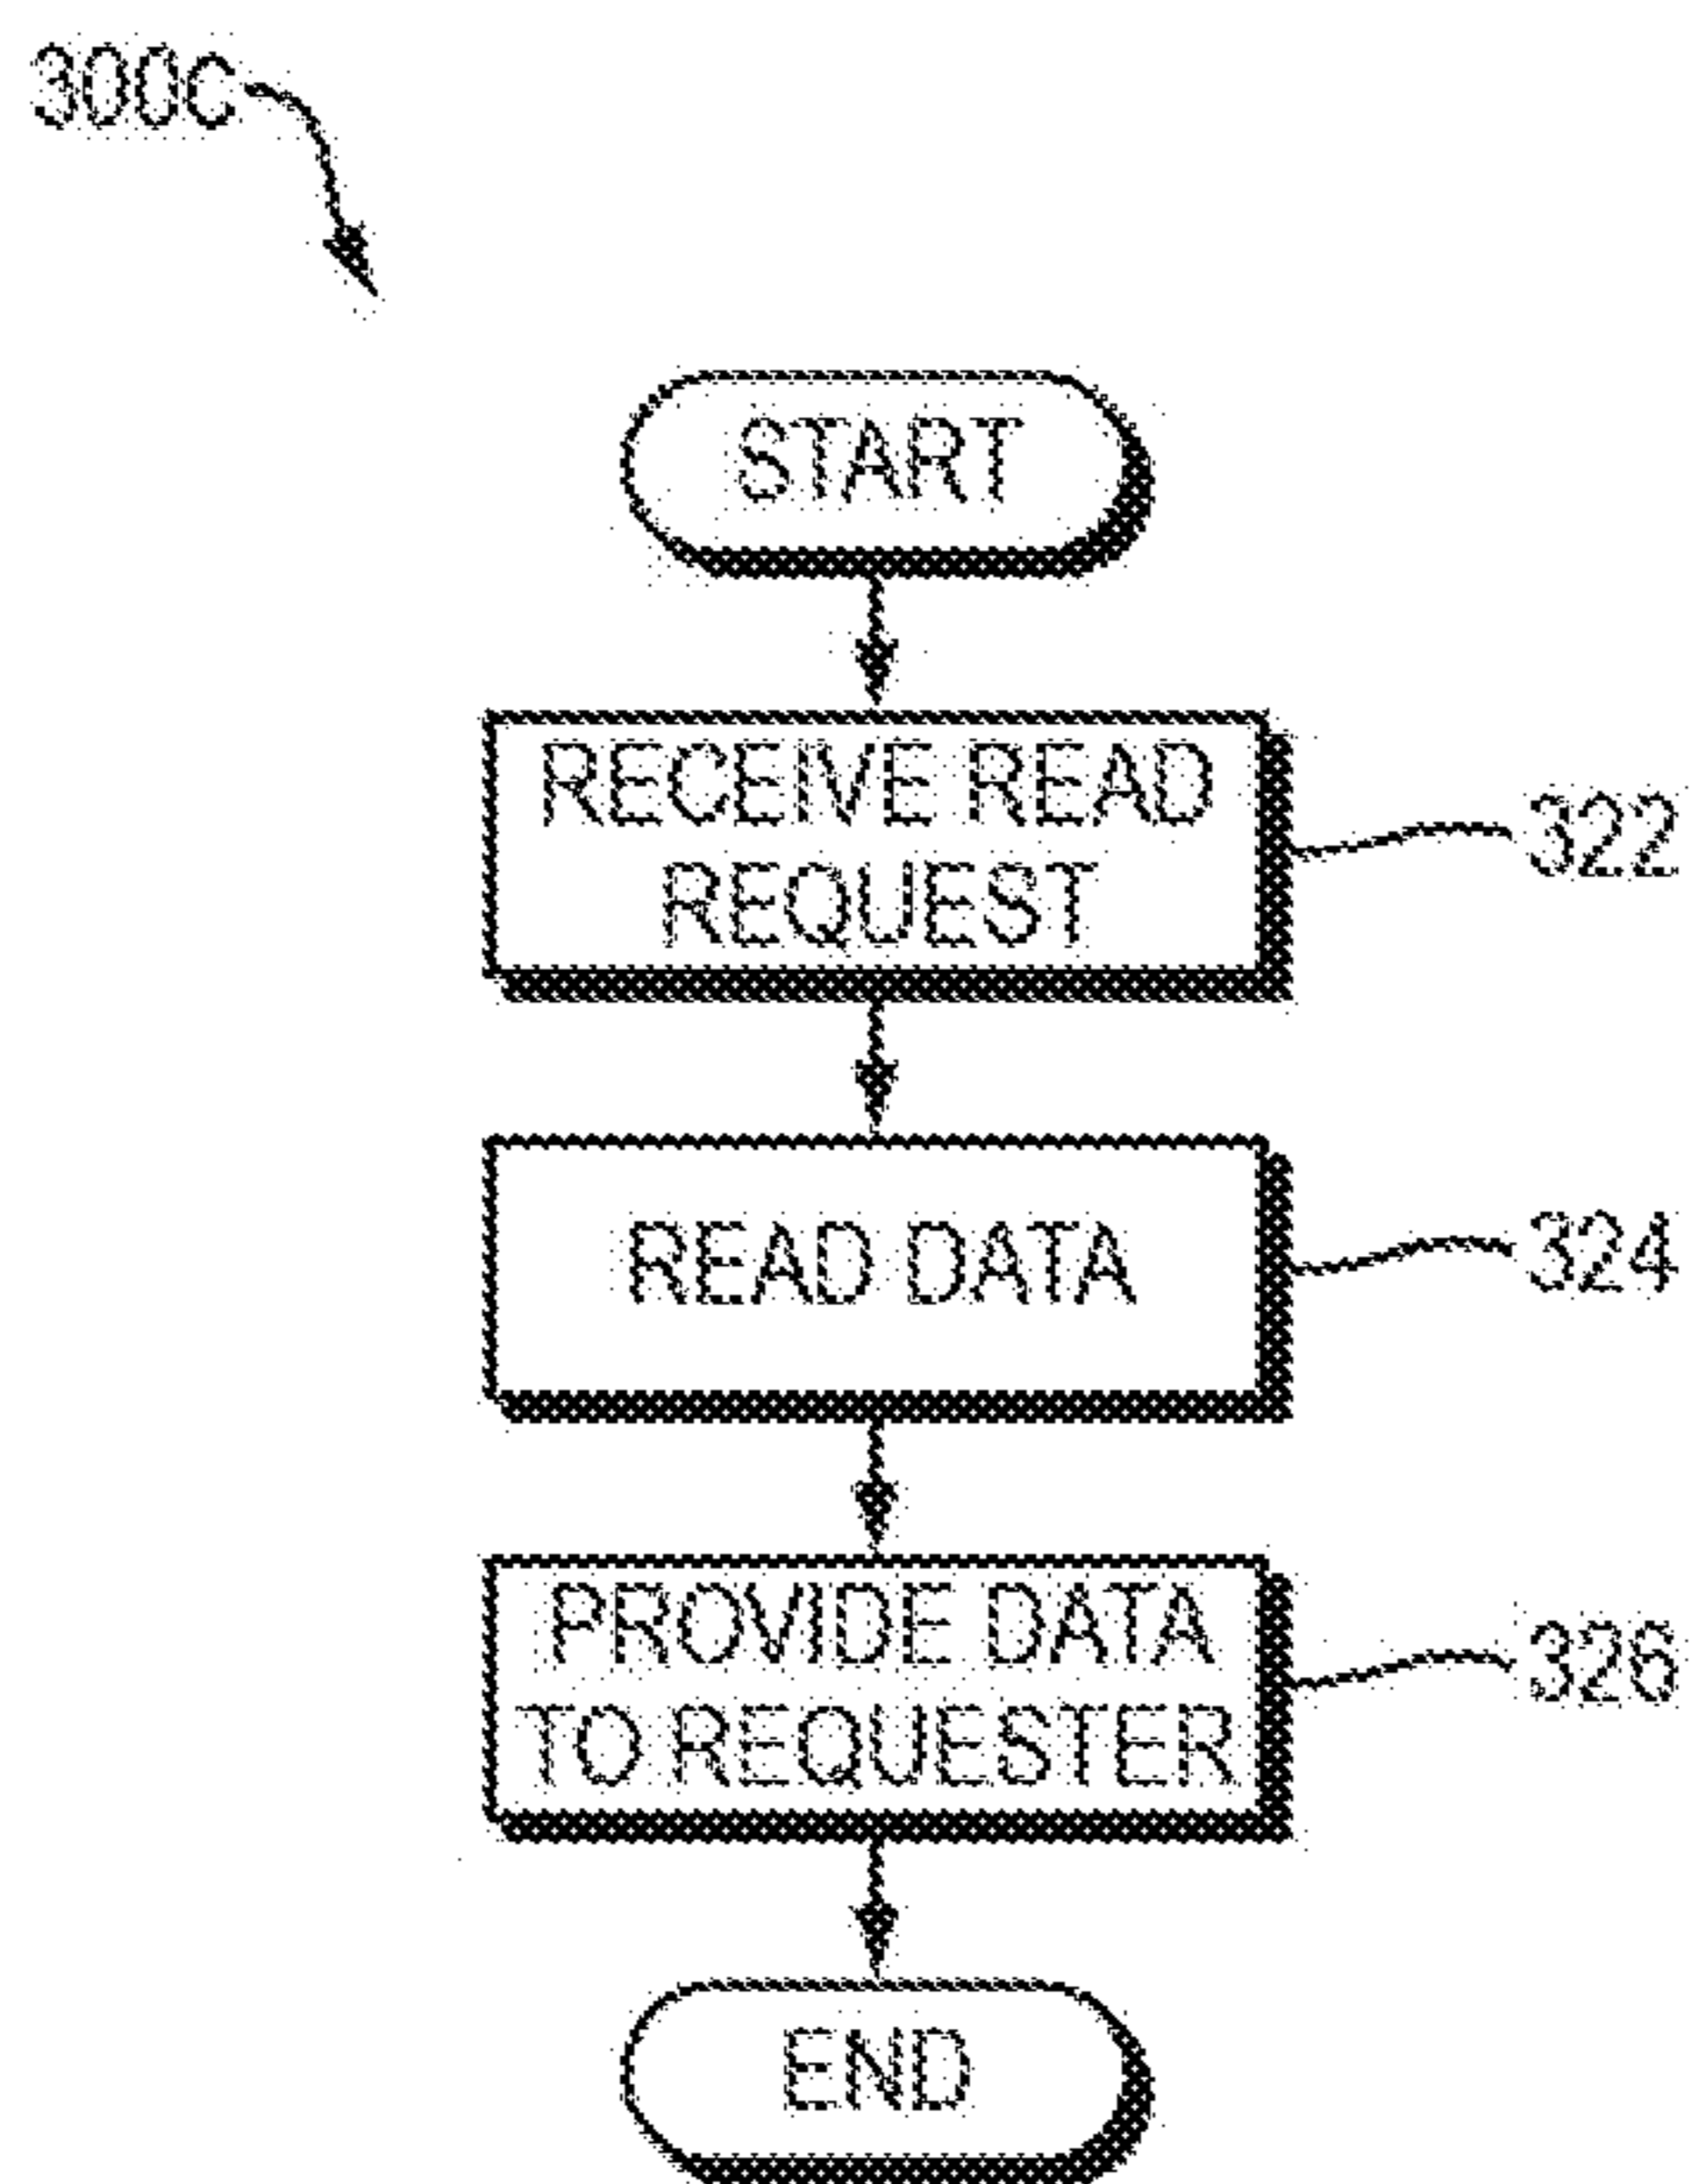 300C
START
RECEIVE READ
REQUEST
322
READ DATA
324
PROVIDE DATA
TO REQUESTER
326
END